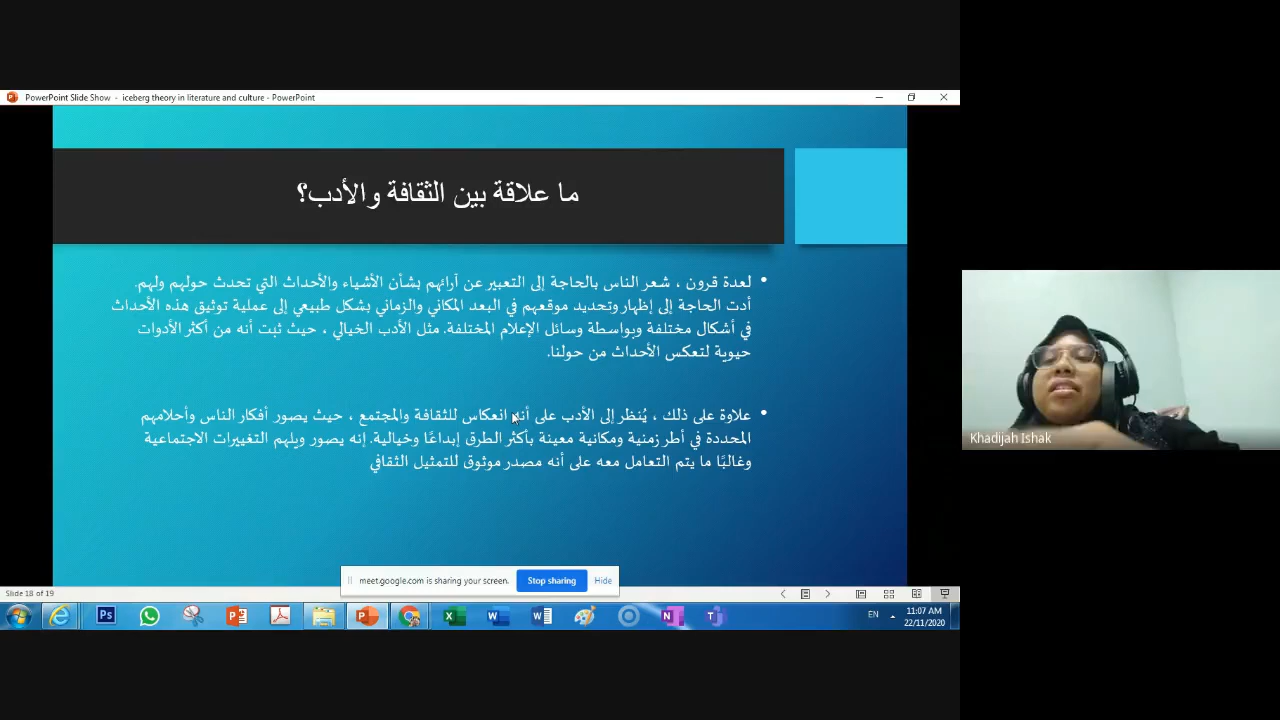 PowerPoint Slide Show - iceberg theory in literature and culture - PowerPoint
ما علاقة بين الثقافة والأدب؟
• لعدة قرون ، شعر الناس بالحاجة إلى التعبير عن آرائهم بشأن الأشياء والأحداث التي تحدث حولهم ولهم.
أدت الحاجة إلى إظهار وتحديد موقعهم في البعد المكاني والزماني بشكل طبيعي إلى عملية توثيق هذه الأحداث
في أشكال مختلفة وبواسطة وسائل الإعلام المختلفة. مثل الأدب الخيالي ، حيث ثبت أنه من أكثر الأدوات
حيوية لتعكس الأحداث من حولنا.
• علاوة على ذلك ، يُنظر إلى الأدب على أنه انعكاس للثقافة والمجتمع ، حيث يصور أفكار الناس وأحلامهم
المحددة في أطر زمنية ومكانية معينة بأكثر الطرق إبداعًا وخيالية. إنه يصور ويلهم التغييرات الاجتماعية
وغالبًا ما يتم التعامل معه على أنه مصدر موثوق للتمثيل الثقافي
Khadijah Ishak
meet.google.com is sharing your screen.
Stop sharing
Hide
Slide 18 of 19
Ps
EN
11:07 AM
22/11/2020